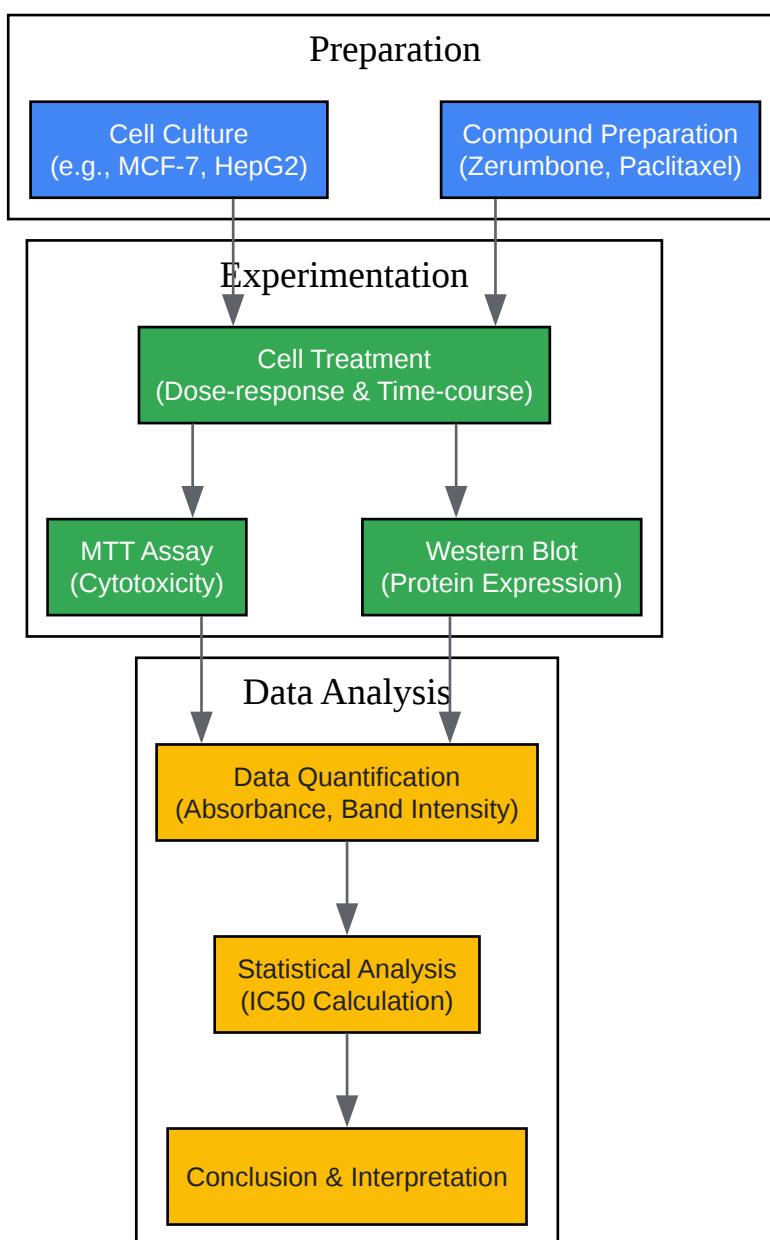 Preparation
Cell Culture
(e.g., MCF-7, HepG2)
Compound Preparation
(Zerumbone, Paclitaxel)
Experimentation
Cell Treatment
(Dose-response & Time-course)
MTT Assay
(Cytotoxicity)
Western Blot
(Protein Expression)
Data Analysis
Data Quantification
(Absorbance, Band Intensity)
Statistical Analysis
(IC50 Calculation)
Conclusion & Interpretation